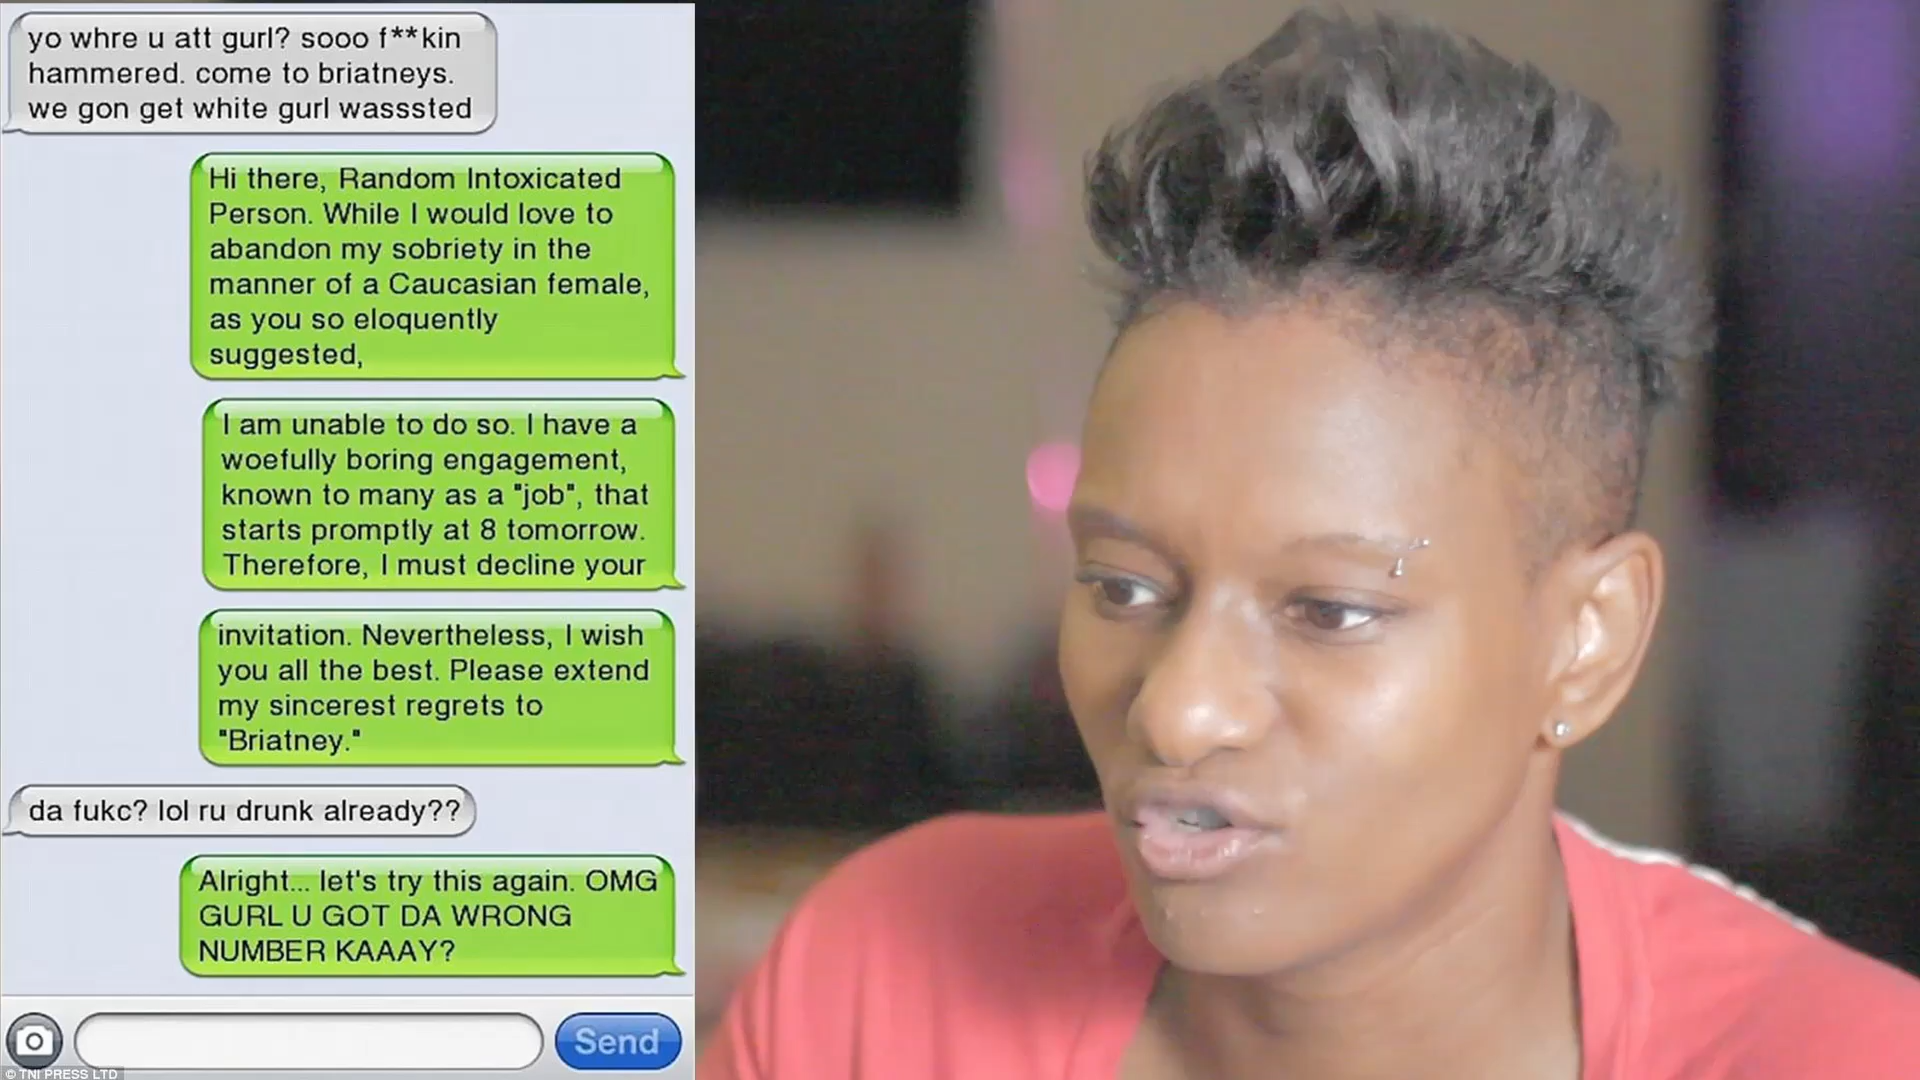 yo whre u att gurl? sooo f**kin
hammered. come to briatneys.
we gon get white gurl wasssted
Hi there, Random Intoxicated
Person. While I would love to
abandon my sobriety in the
manner of a Caucasian female,
as you so eloquently
suggested,
I am unable to do so. I have a
woefully boring engagement,
known to many as a "job", that
starts promptly at 8 tomorrow.
Therefore, I must decline your
invitation. Nevertheless, I wish
you all the best. Please extend
my sincerest regrets to
"Briatney."
da fukc? lol ru drunk already??
Alright... let's try this again. OMG
GURL U GOT DA WRONG
NUMBER KAAAY?
Send
© TNI PRESS LTD